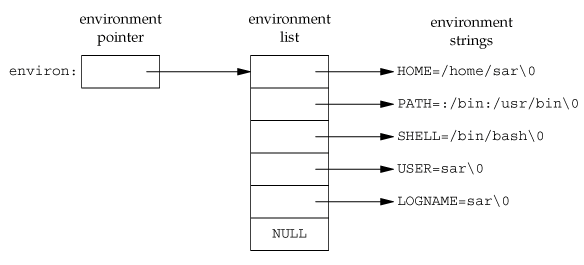 environment
pointer
environment
list
environment
strings
environ:
HOME=/home/sar\0
PATH=:/bin:/usr/bin\0
SHELL=/bin/bash\0
USER=sar\0
LOGNAME=sar\0
NULL